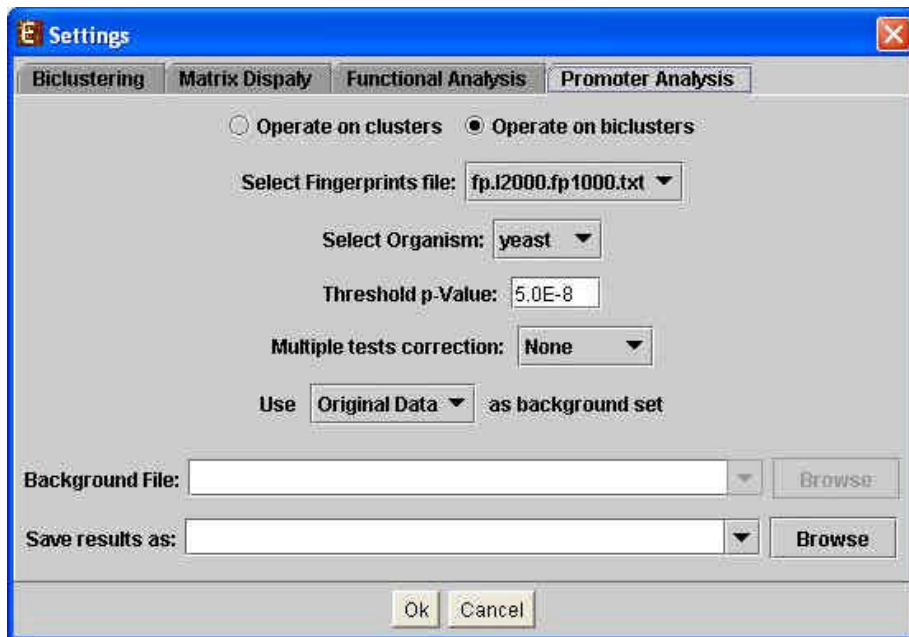 Settings
Biclustering Matrix Dispaly Functional Analysis Promoter Analysis
Operate on clusters Operate on biclusters
Select Fingerprints file: fp.l2000.fp1000.txt
Select Organism: yeast
Threshold p-Value: 5.0E-8
Multiple tests correction: None
Use Original Data as background set
Background File: Browse
Save results as: Browse
Ok Cancel